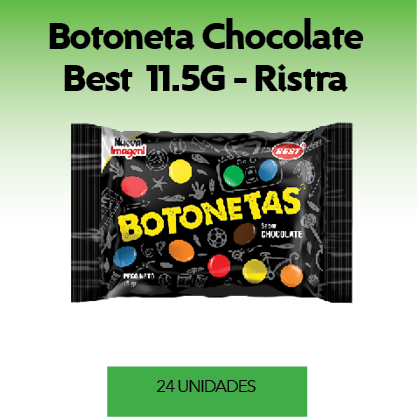 Botoneta Chocolate
Best 11.5G - Ristra
Nueva
Imagen!
BEST
BOTONETAS
Sabor
CHOCOLATE
PESO NETO
24 UNIDADES